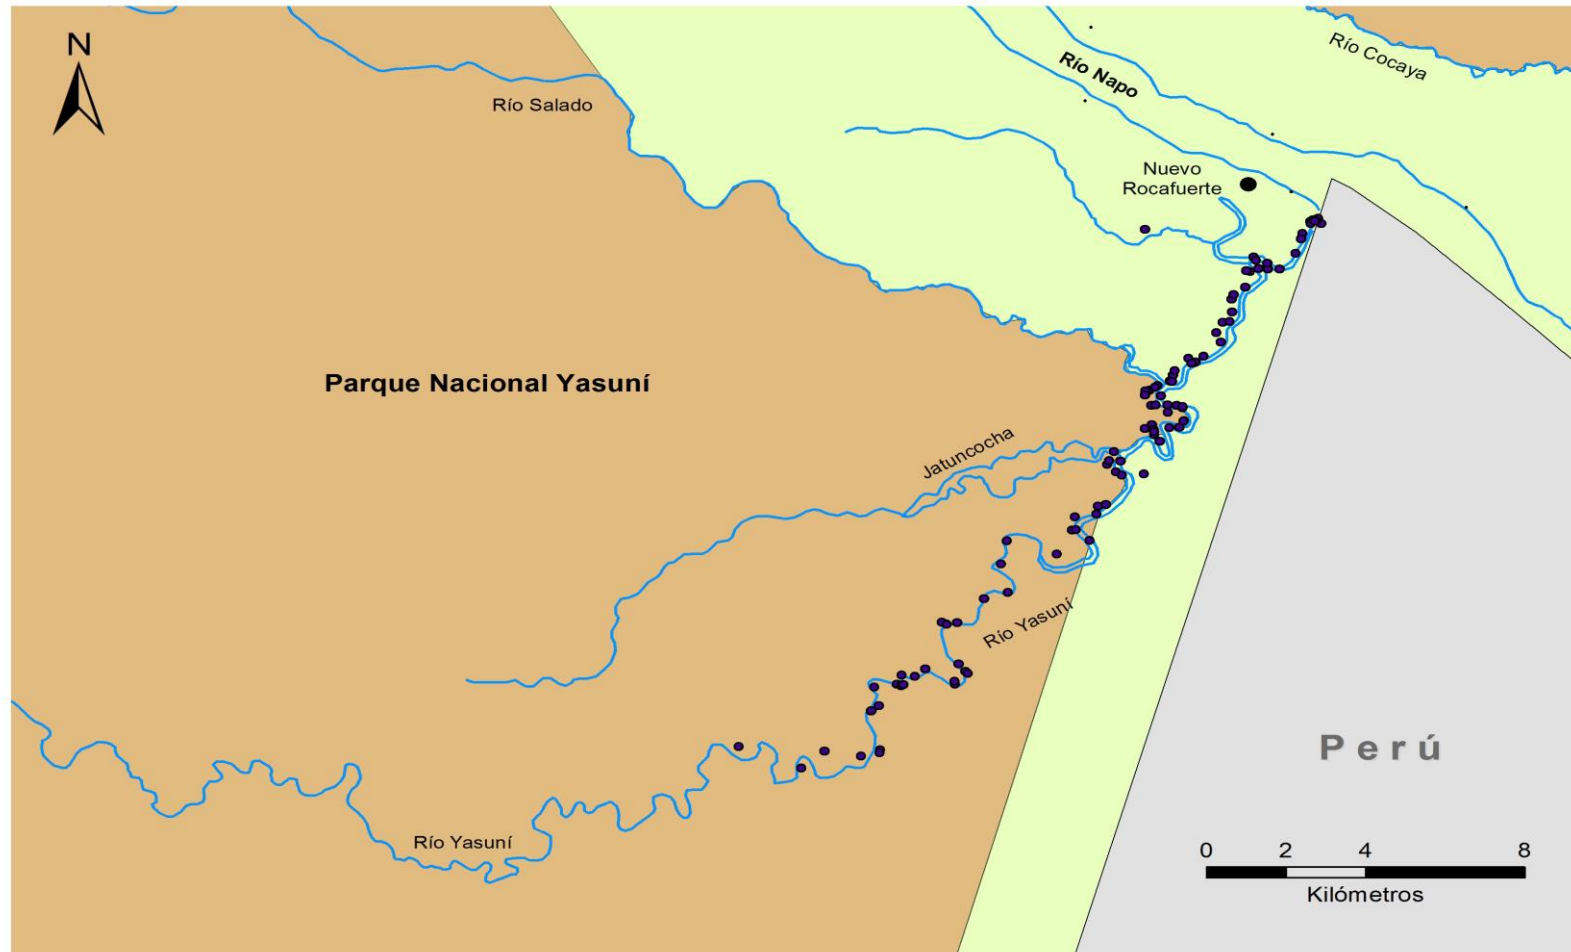 N
Río Cocaya
Río Napo
Río Salado
Nuevo
Rocafuerte
Parque Nacional Yasuní
Jatuncocha
Río Yasuní
Perú
Río Yasuní
0 2 4 8
Kilómetros